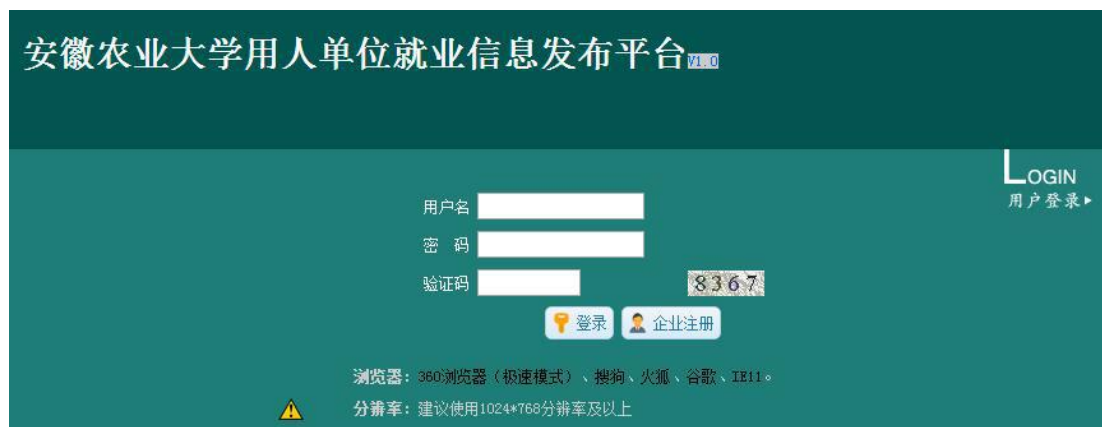 安徽农业大学用人单位就业信息发布平台V1.0
LOGIN
用户登录
用户名
密 码
验证码 8367
登录 企业注册
浏览器：360浏览器（极速模式）、搜狗、火狐、谷歌、IE11。
分辨率：建议使用1024*768分辨率及以上